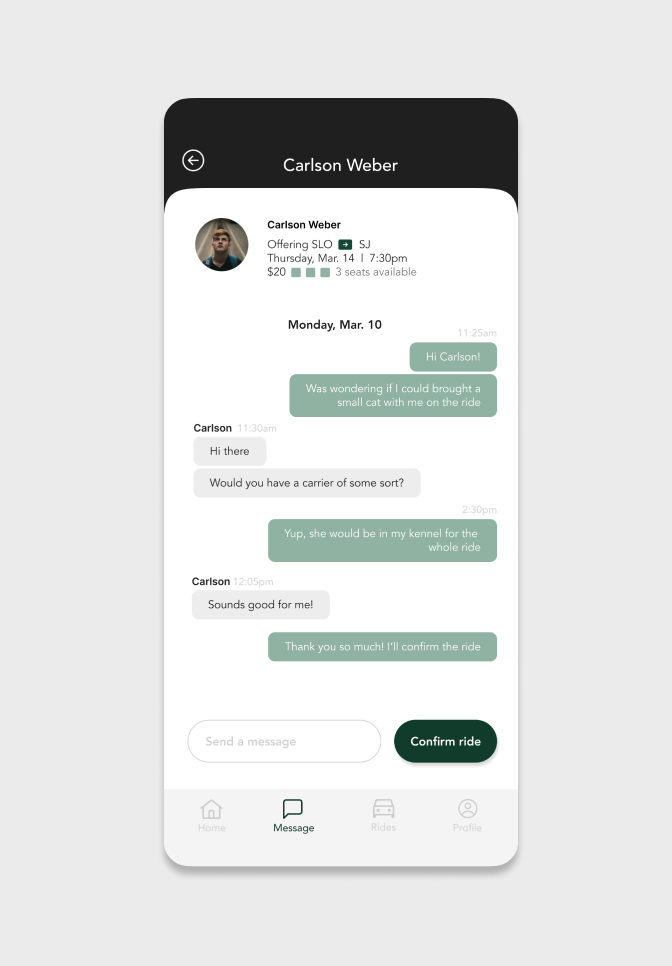 Carlson Weber
Carlson Weber
Offering SLO → SJ
Thursday, Mar. 14 | 7:30pm
$20 3 seats available
Monday, Mar. 10
11:25am
Hi Carlson!
Was wondering if I could brought a
small cat with me on the ride
Carlson 11:30am
Hi there
Would you have a carrier of some sort?
2:30pm
Yup, she would be in my kennel for the
whole ride
Carlson 12:05pm
Sounds good for me!
Thank you so much! I'll confirm the ride
Send a message
Confirm ride
Home
Message
Rides
Profile